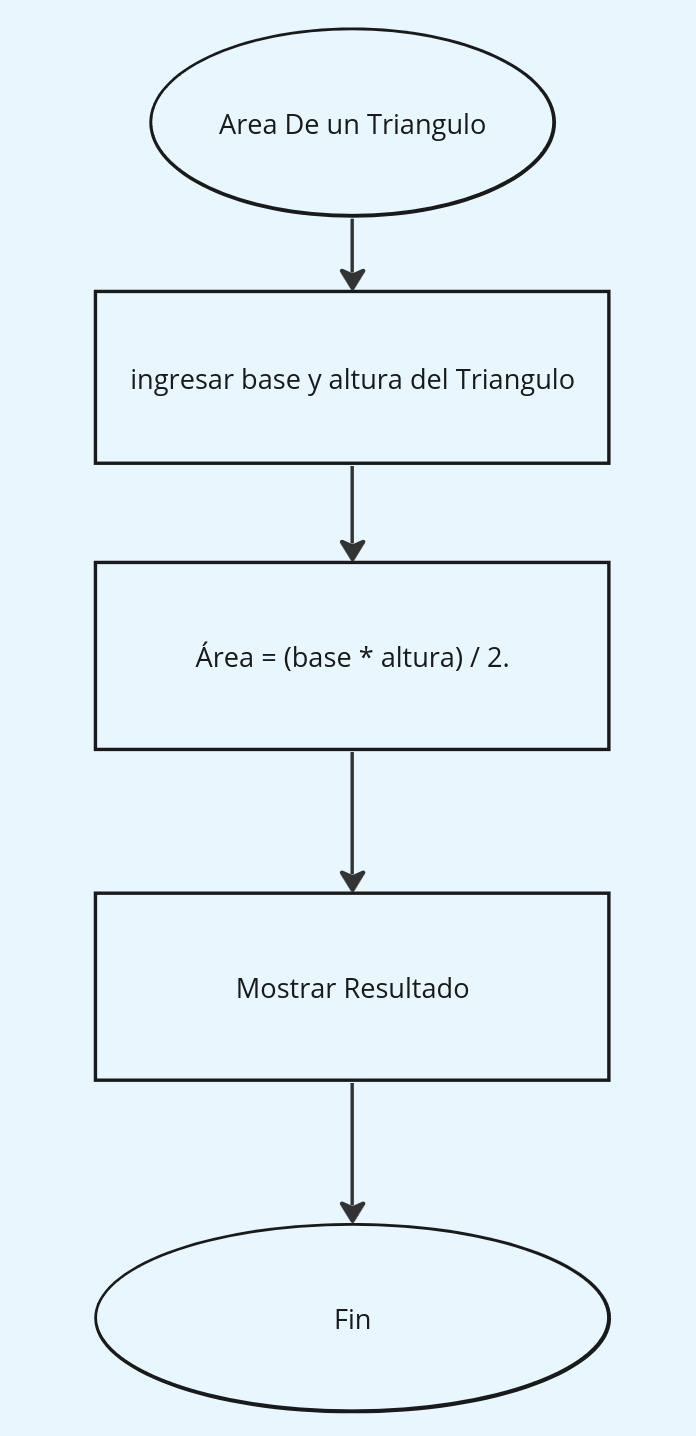 Area De un Triangulo
ingresar base y altura del Triangulo
Área = (base * altura) / 2.
Mostrar Resultado
Fin